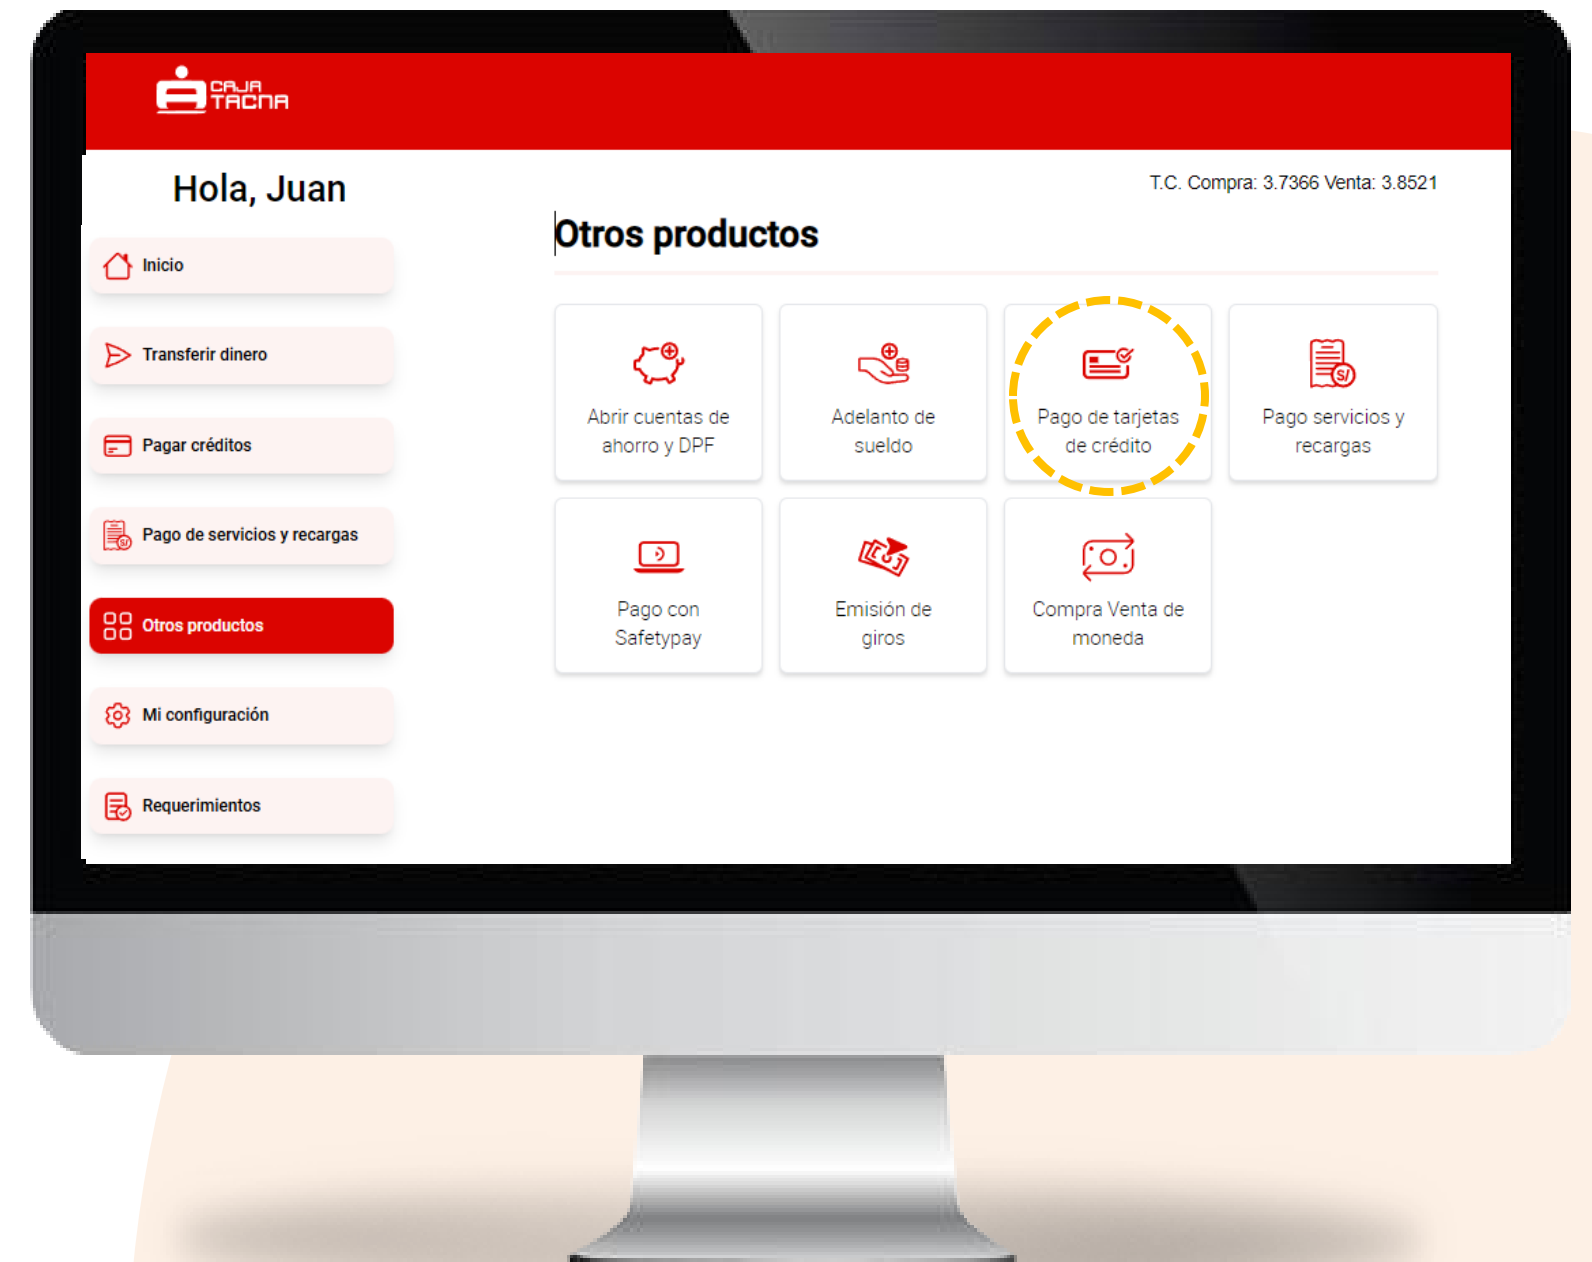 CAJA
TACNA
Hola, Juan
T.C. Compra: 3.7366 Venta: 3.8521
Otros productos
Inicio
Transferir dinero
Pagar créditos
S/
Pago de servicios y recargas
Otros productos
Mi configuración
Requerimientos
Abrir cuentas de
ahorro y DPF
Adelanto de
sueldo
Pago de tarjetas
de crédito
S/
Pago servicios y
recargas
Pago con
Safetypay
Emisión de
giros
Compra Venta de
moneda